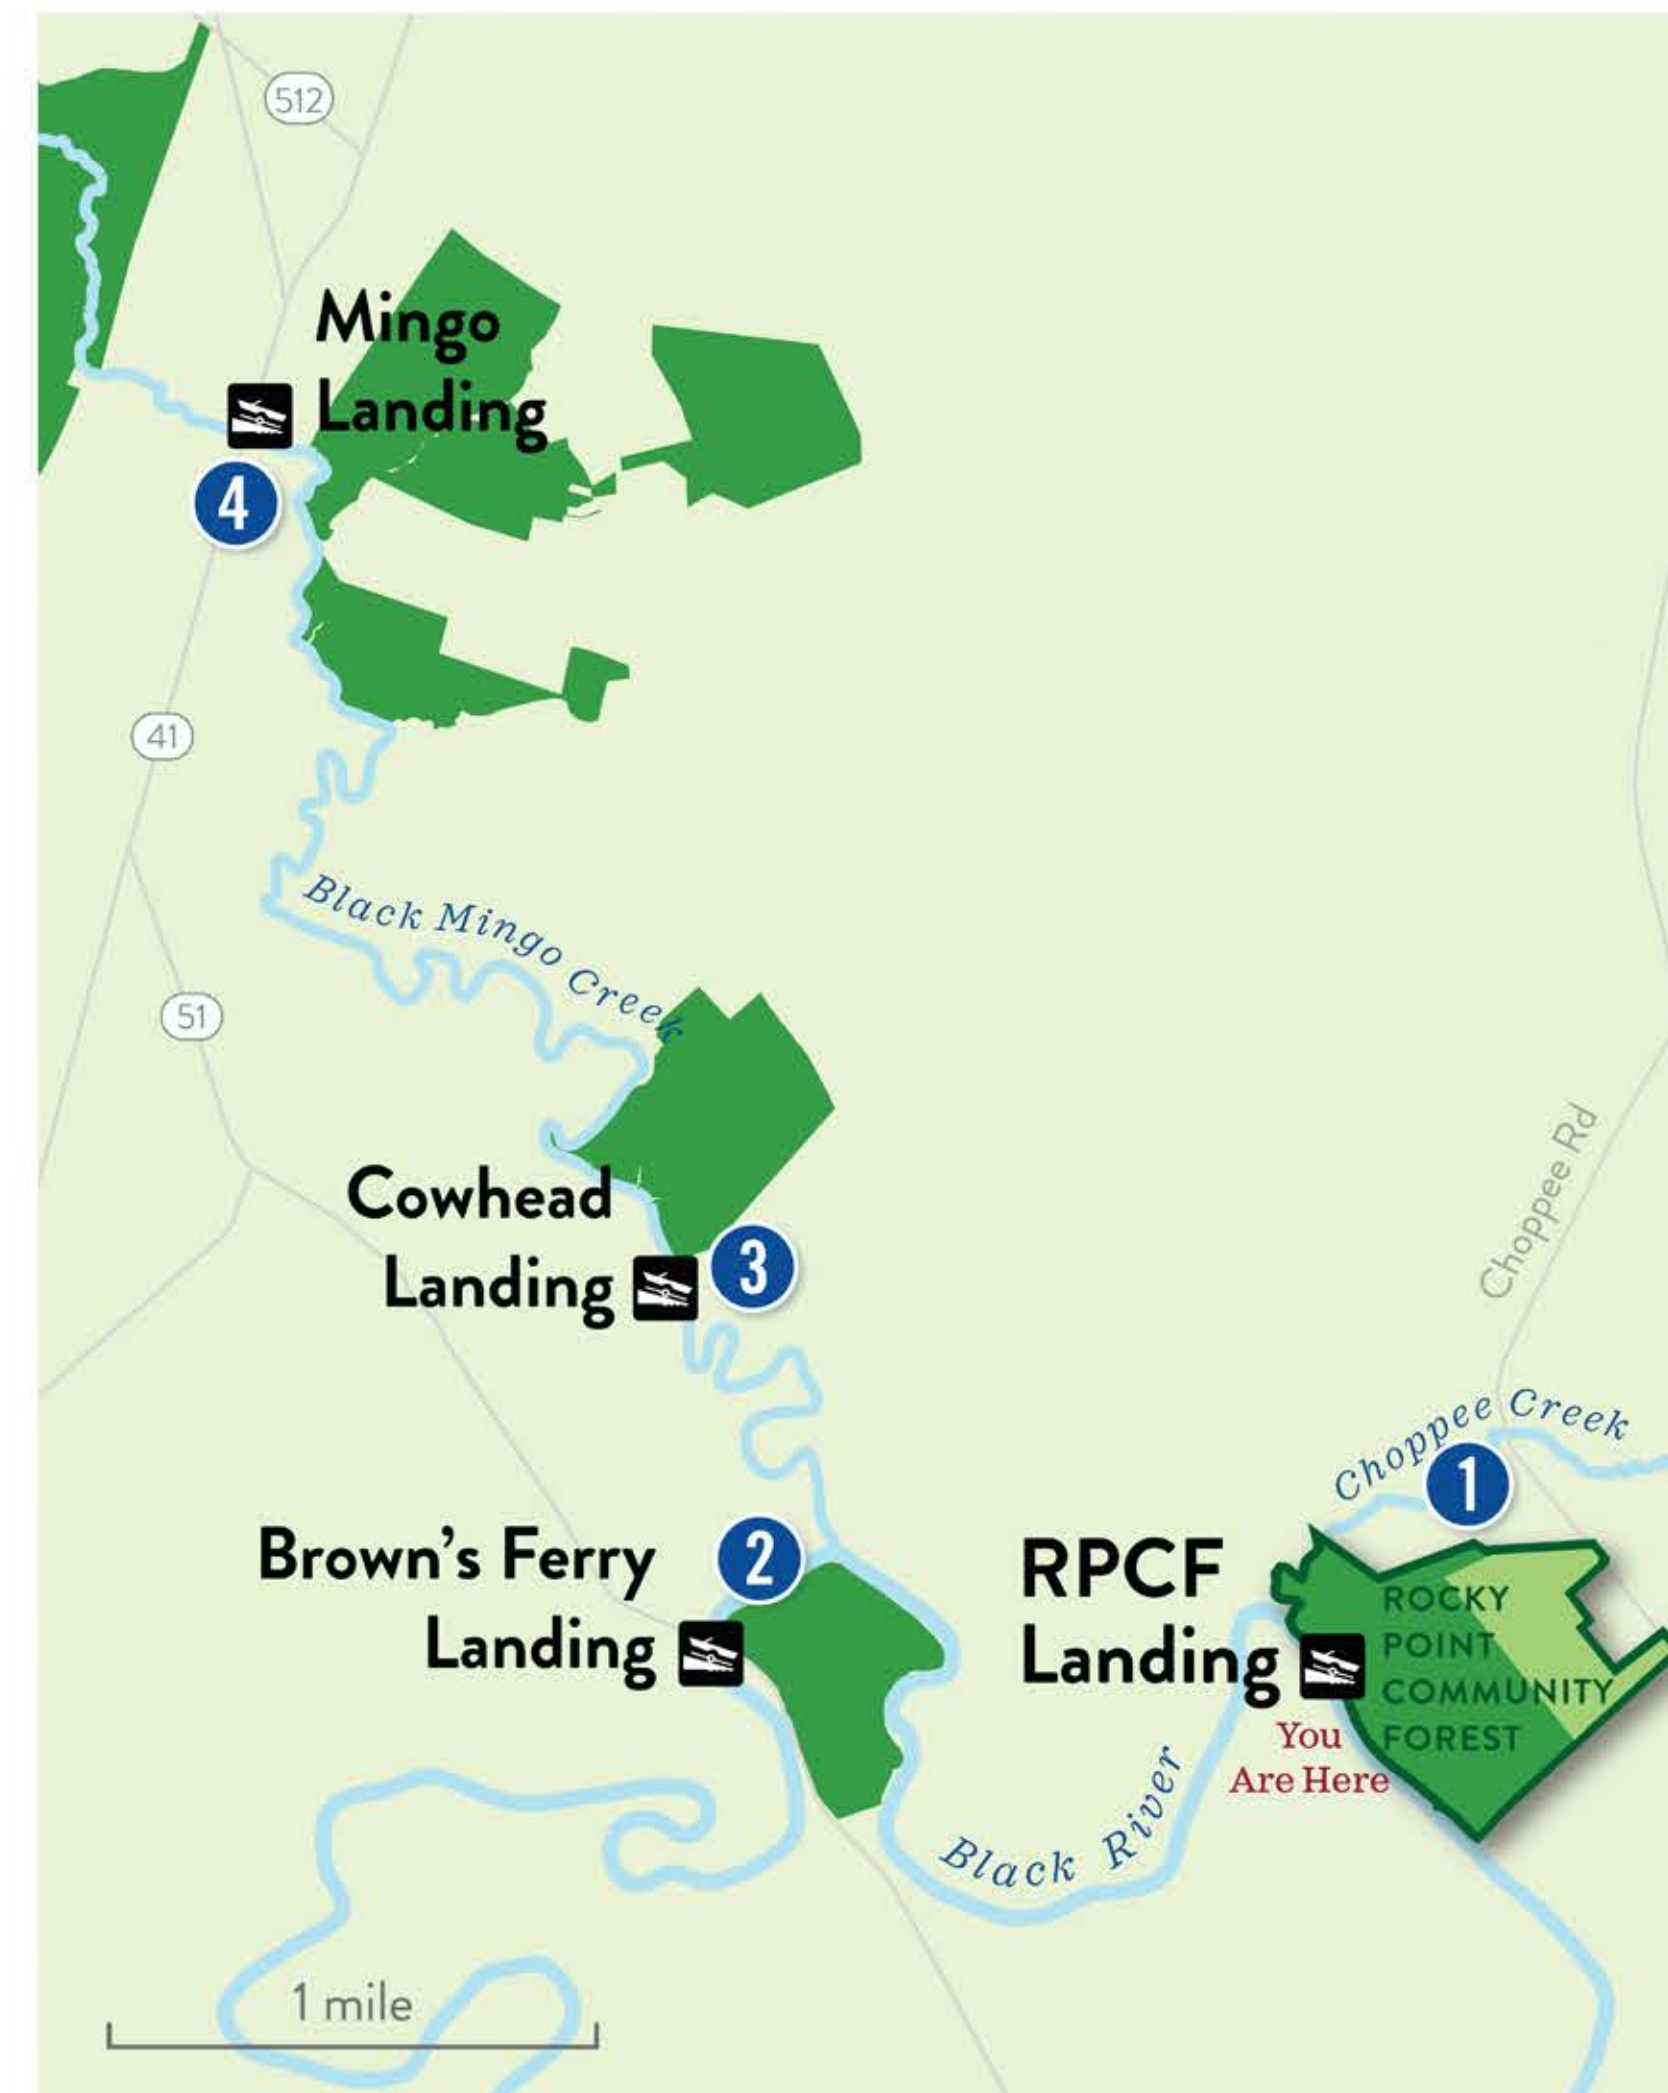 512
Mingo
Landing
4
41
Black Mingo Creek
51
Cowhead
Landing
3
Choppee Rd
Choppee Creek
1
Brown's Ferry
Landing
2
RPCF
Landing
ROCKY
POINT
COMMUNITY
FOREST
You
Are Here
Black River
1 mile